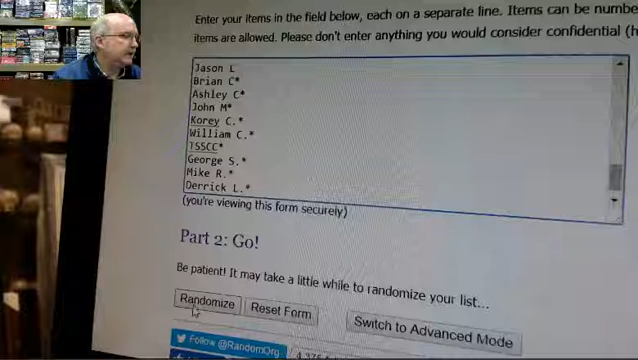 Enter your items in the field below, each on a separate line. Items can be numbe
items are allowed. Please don't enter anything you would consider confidential (h
Jason L
Brian C*
Ashley C*
John M*
Korey C.*
William C.*
TSSCC*
George S.*
Mike R.*
Derrick L.*
(you're viewing this form securely)
Part 2: Go!
Be patient! It may take a little while to randomize your list...
Randomize Reset Form Switch to Advanced Mode
Follow @RandomOrg